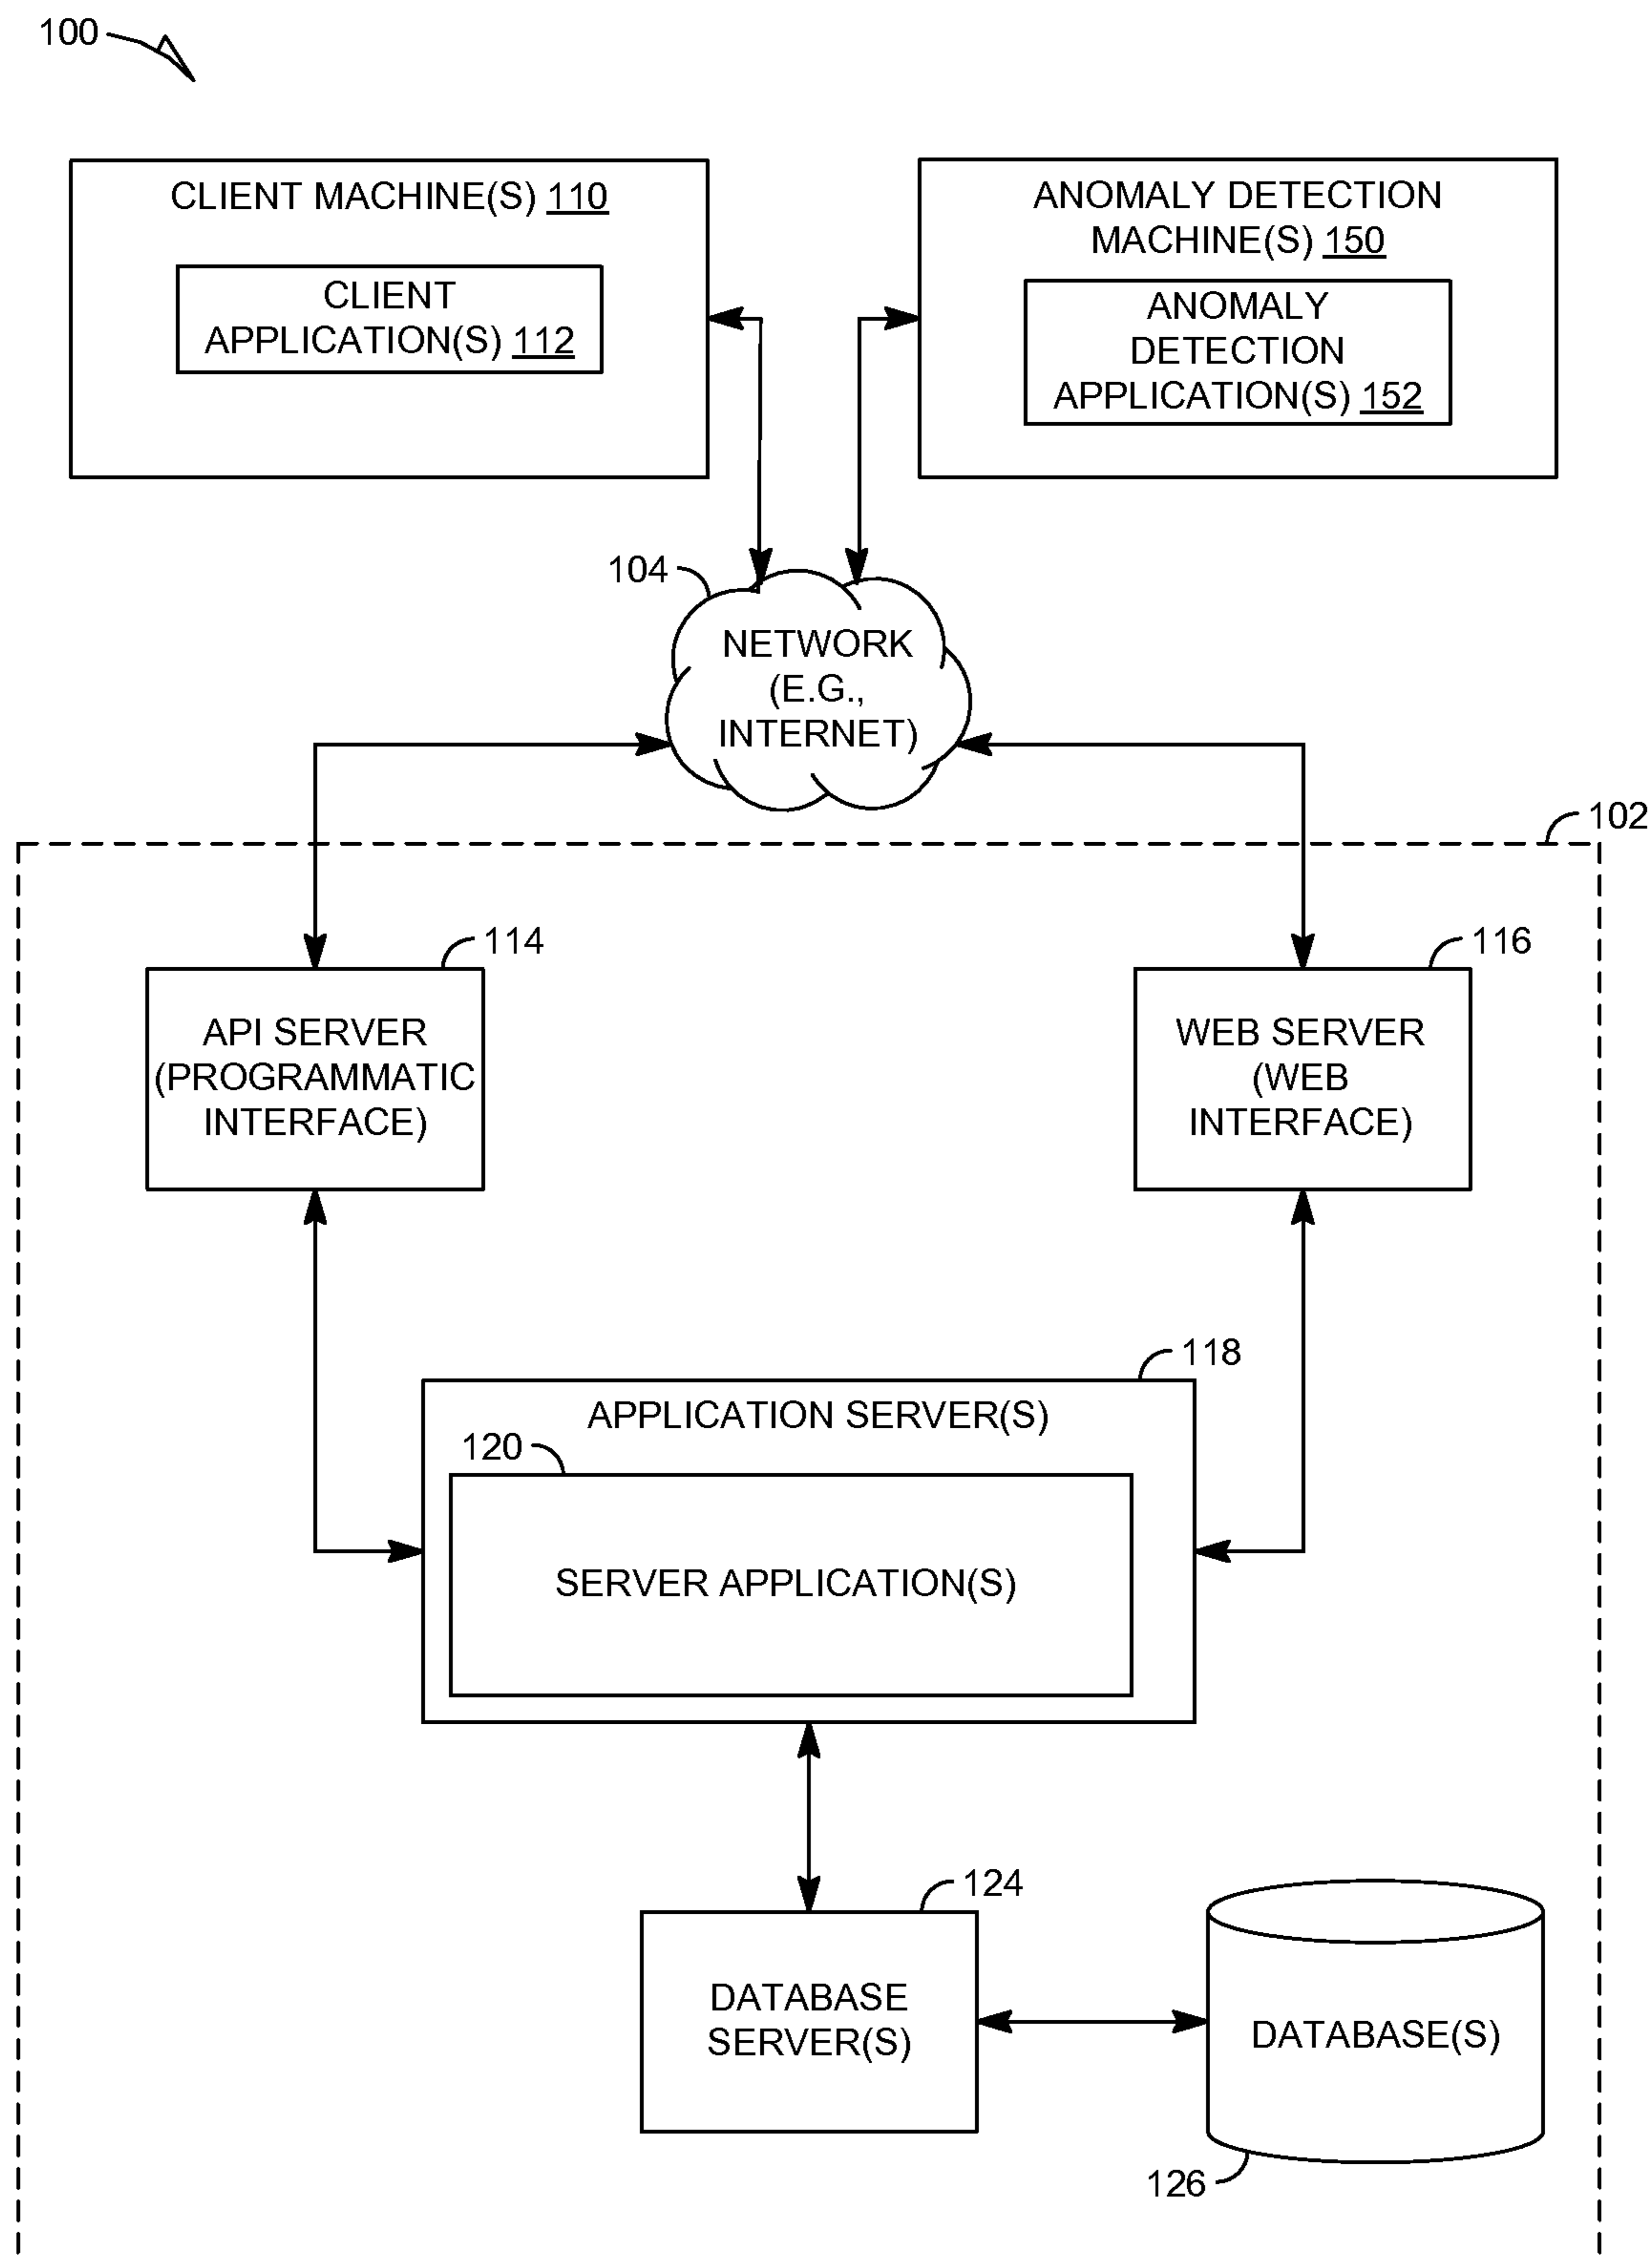 100
CLIENT MACHINE(S) 110
CLIENT
APPLICATION(S) 112
ANOMALY DETECTION
MACHINE(S) 150
ANOMALY
DETECTION
APPLICATION(S) 152
104
NETWORK
(E.G.,
INTERNET)
102
114
API SERVER
(PROGRAMMATIC
INTERFACE)
116
WEB SERVER
(WEB
INTERFACE)
118
APPLICATION SERVER(S)
120
SERVER APPLICATION(S)
124
DATABASE
SERVER(S)
DATABASE(S)
126